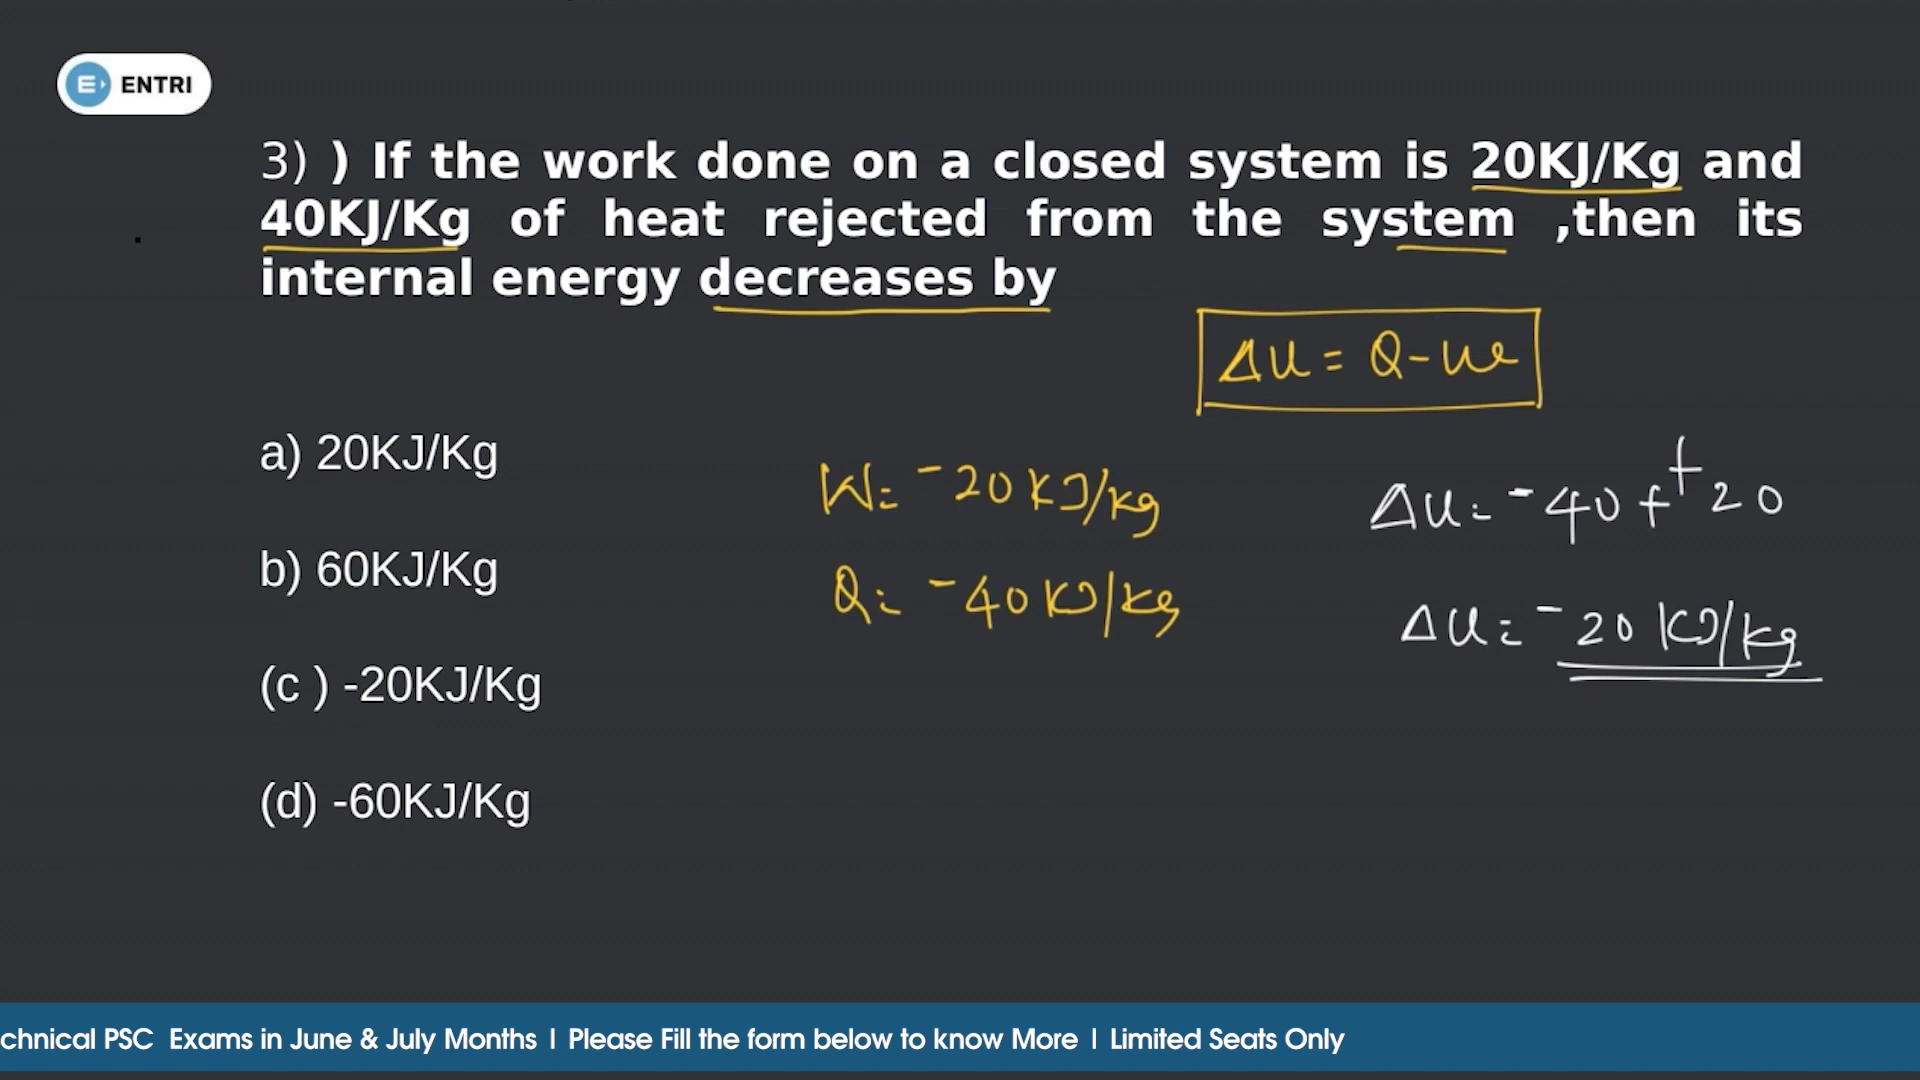 ENTRI
3) ) If the work done on a closed system is 20KJ/Kg and
40KJ/Kg of heat rejected from the system ,then its
internal energy decreases by
ΔU = Q-W
a) 20KJ/Kg
W= -20 KJ/kg
ΔU= -40 + +20
b) 60KJ/Kg
Q= -40 KJ/kg
ΔU= -20 KJ/kg
(c ) -20KJ/Kg
(d) -60KJ/Kg
chnical PSC Exams in June & July Months | Please Fill the form below to know More | Limited Seats Only